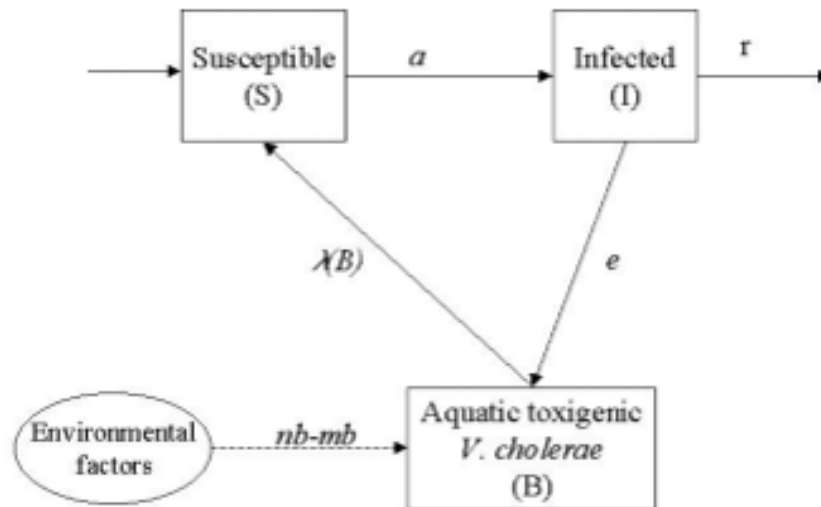 Susceptible
(S)
a
Infected
(I)
r
λ(B)
e
Environmental
factors
nb-mb
Aquatic toxigenic
V. cholerae
(B)